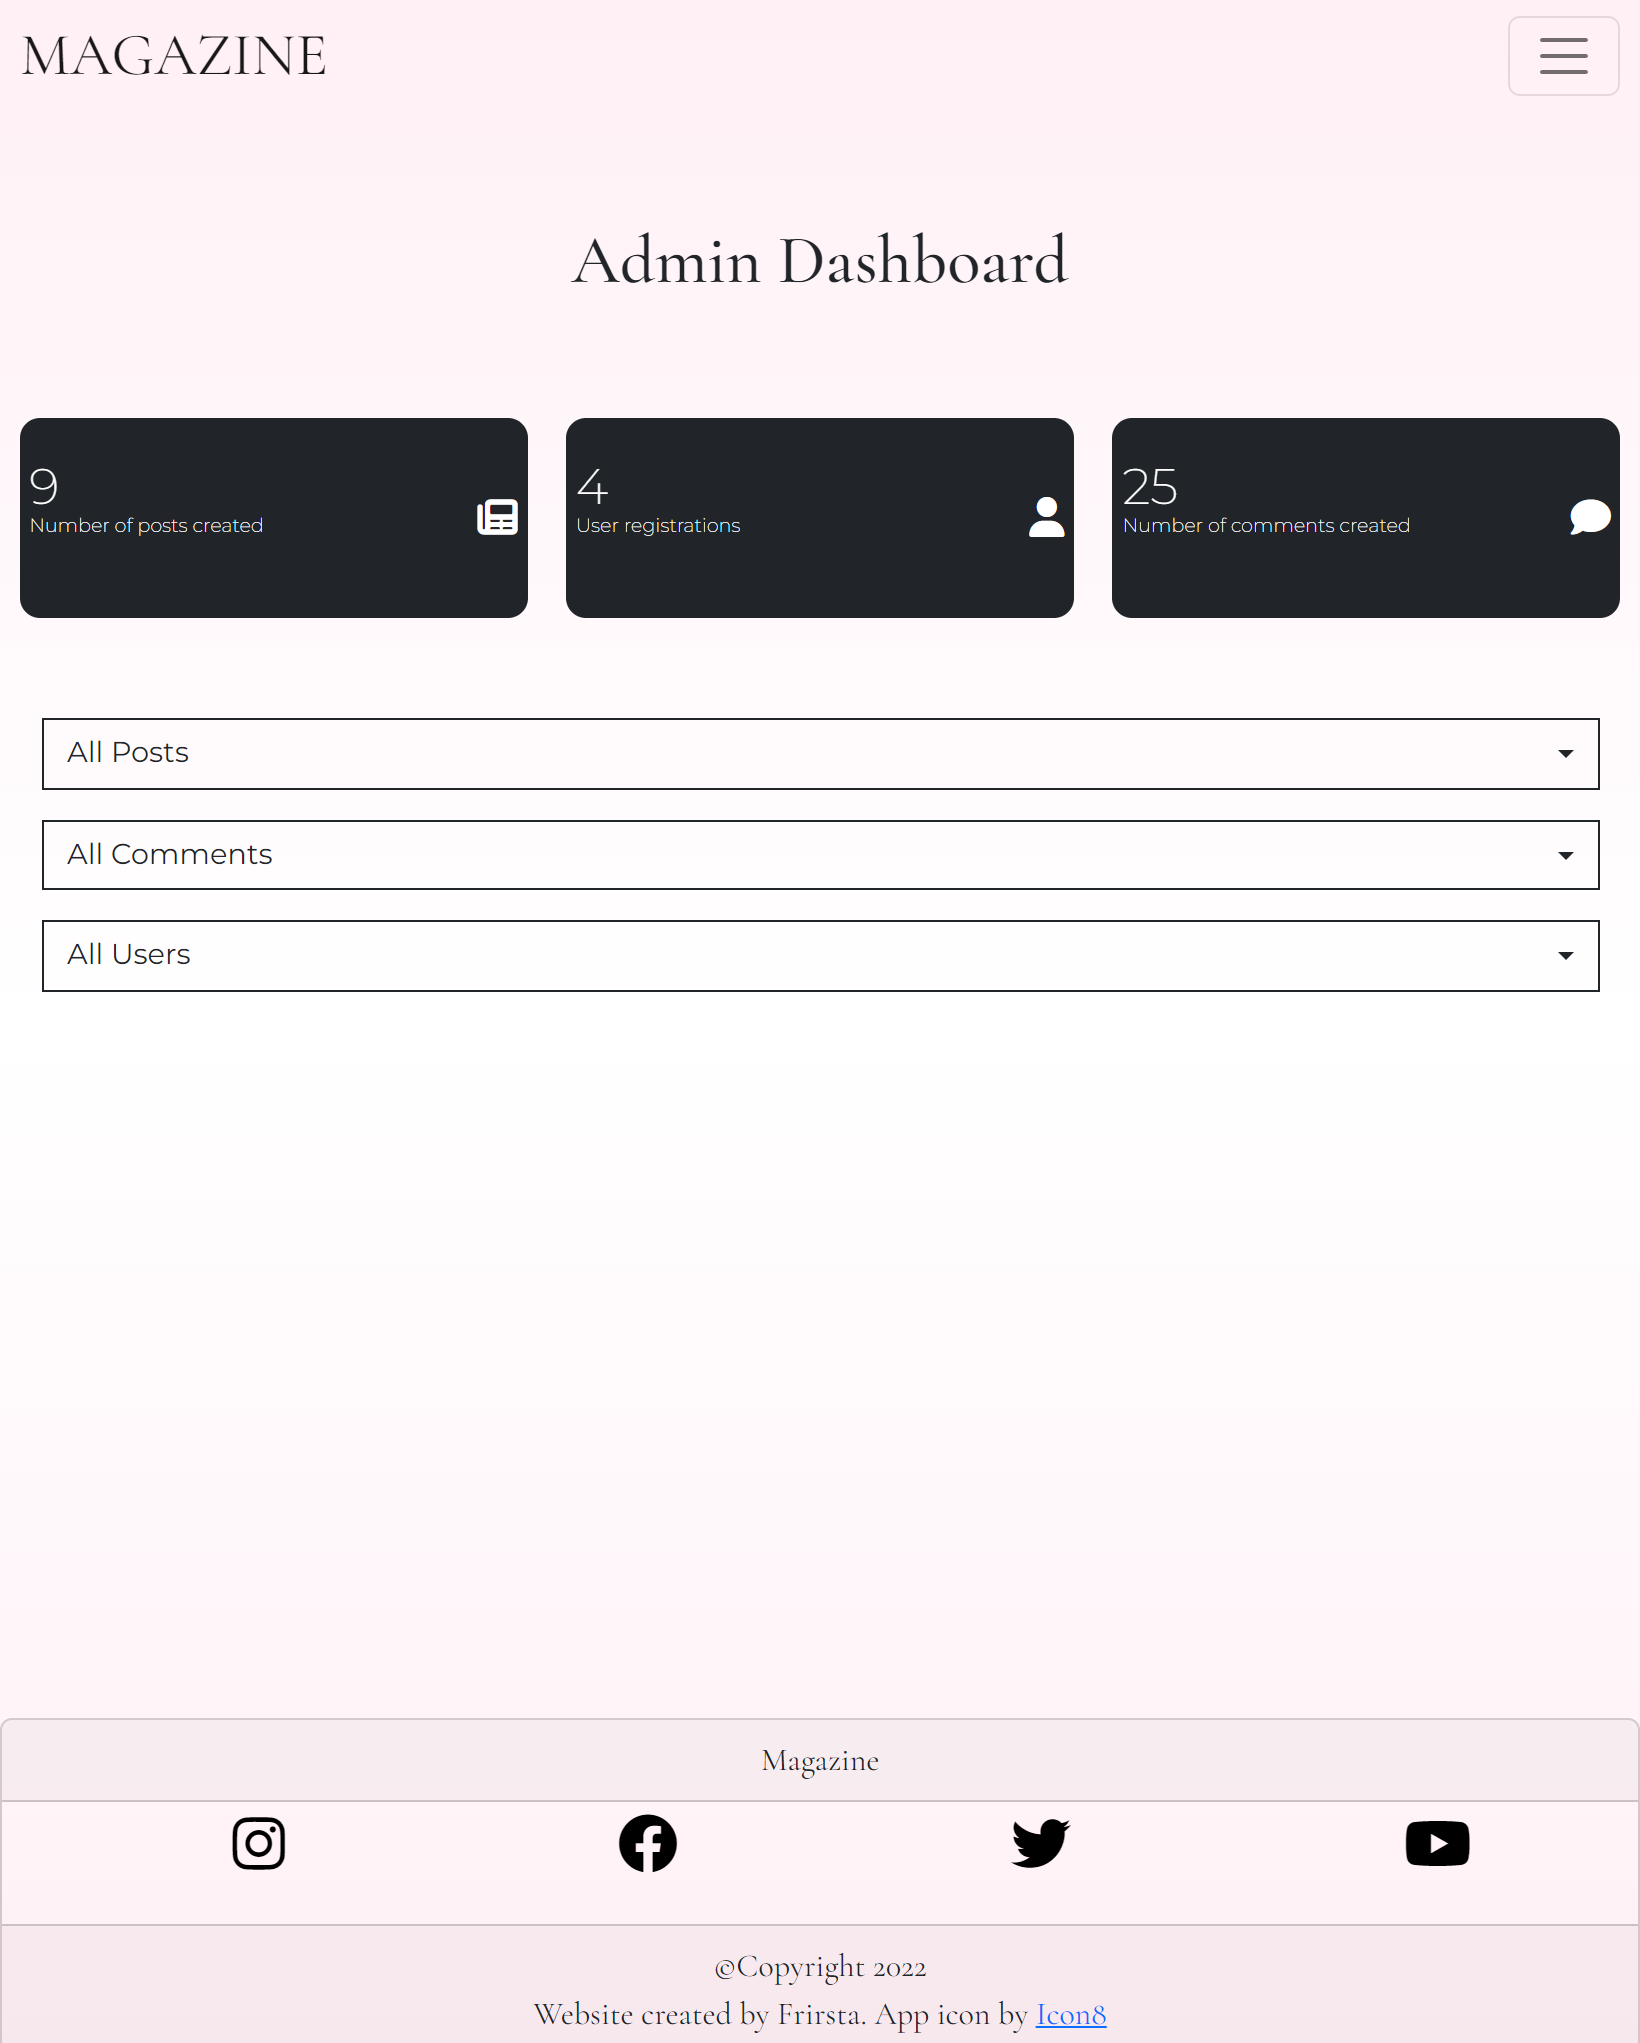 MAGAZINE
Admin Dashboard
9
Number of posts created
4
User registrations
25
Number of comments created
All Posts
All Comments
All Users
Magazine
©Copyright 2022
Website created by Frirsta. App icon by Icon8